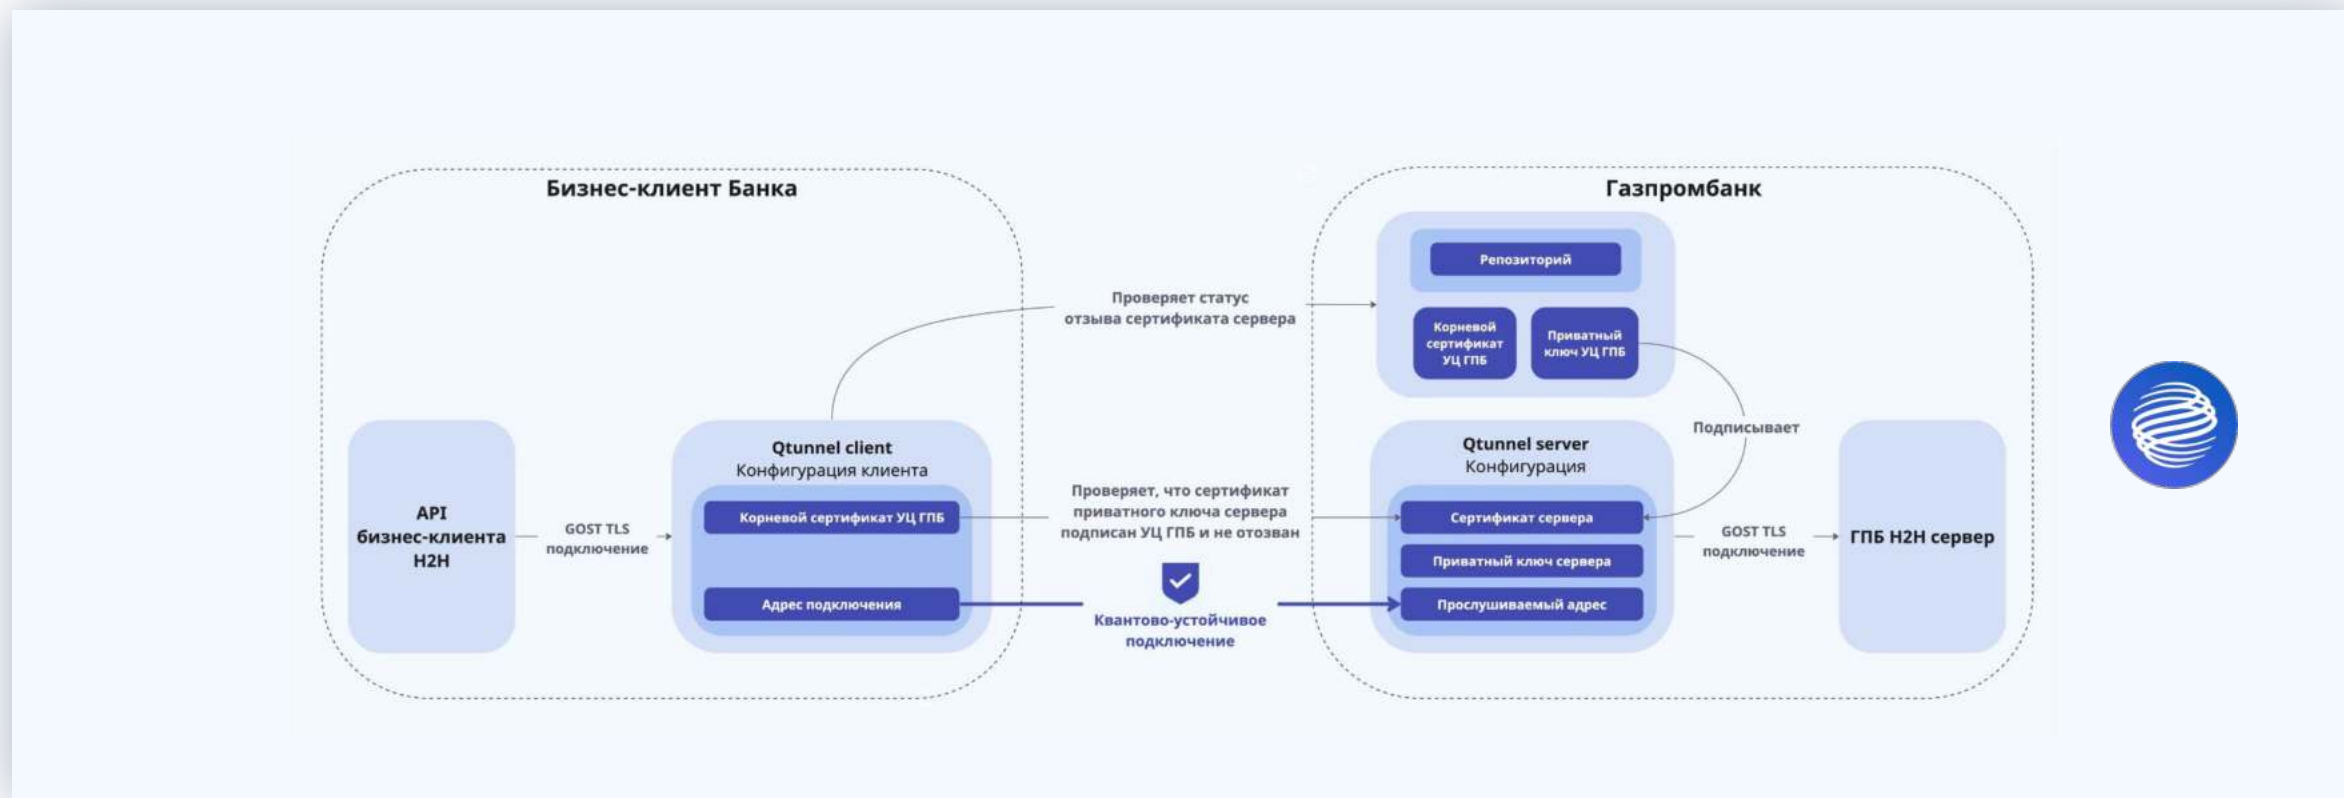 Бизнес-клиент Банка
Газпромбанк
Репозиторий
Проверяет статус
отзыва сертификата сервера
Корневой
сертификат
УЦ ГПБ
Приватный
ключ УЦ ГПБ
Подписывает
API
бизнес-клиента
H2H
GOST TLS
подключение
Qtunnel client
Конфигурация клиента
Корневой сертификат УЦ ГПБ
Адрес подключения
Проверяет, что сертификат
приватного ключа сервера
подписан УЦ ГПБ и не отозван
Квантово-устойчивое
подключение
Qtunnel server
Конфигурация
Сертификат сервера
Приватный ключ сервера
Прослушиваемый адрес
GOST TLS
подключение
ГПБ H2H сервер